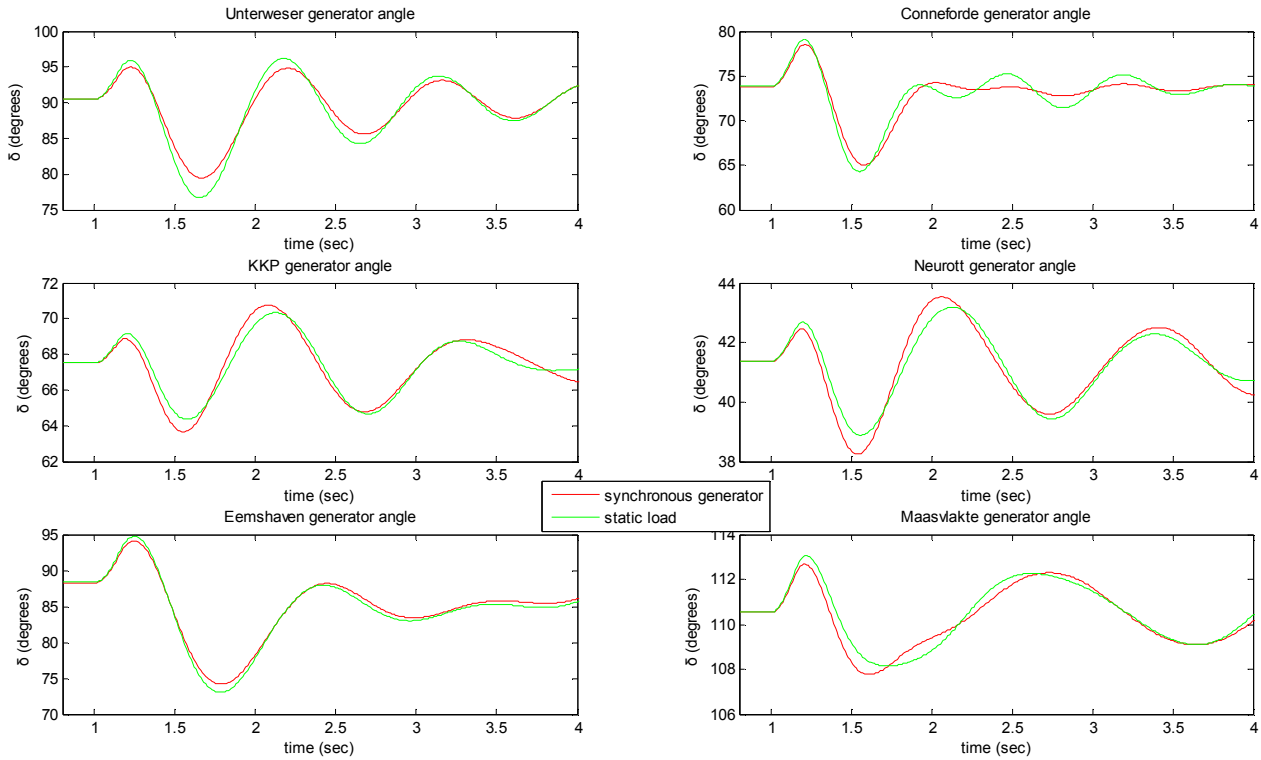 Unterweser generator angle
100
95
90
85
80
75
δ (degrees)
1 1.5 2 2.5 3 3.5 4
time (sec)
Conneforde generator angle
80
75
70
65
60
δ (degrees)
1 1.5 2 2.5 3 3.5 4
time (sec)
KKP generator angle
72
70
68
66
64
62
δ (degrees)
1 1.5 2 2.5 3 3.5 4
time (sec)
Neurott generator angle
44
42
40
38
δ (degrees)
1 1.5 2 2.5 3 3.5 4
time (sec)
synchronous generator
static load
Eemshaven generator angle
95
90
85
80
75
70
δ (degrees)
1 1.5 2 2.5 3 3.5 4
time (sec)
Maasvlakte generator angle
114
112
110
108
106
δ (degrees)
1 1.5 2 2.5 3 3.5 4
time (sec)